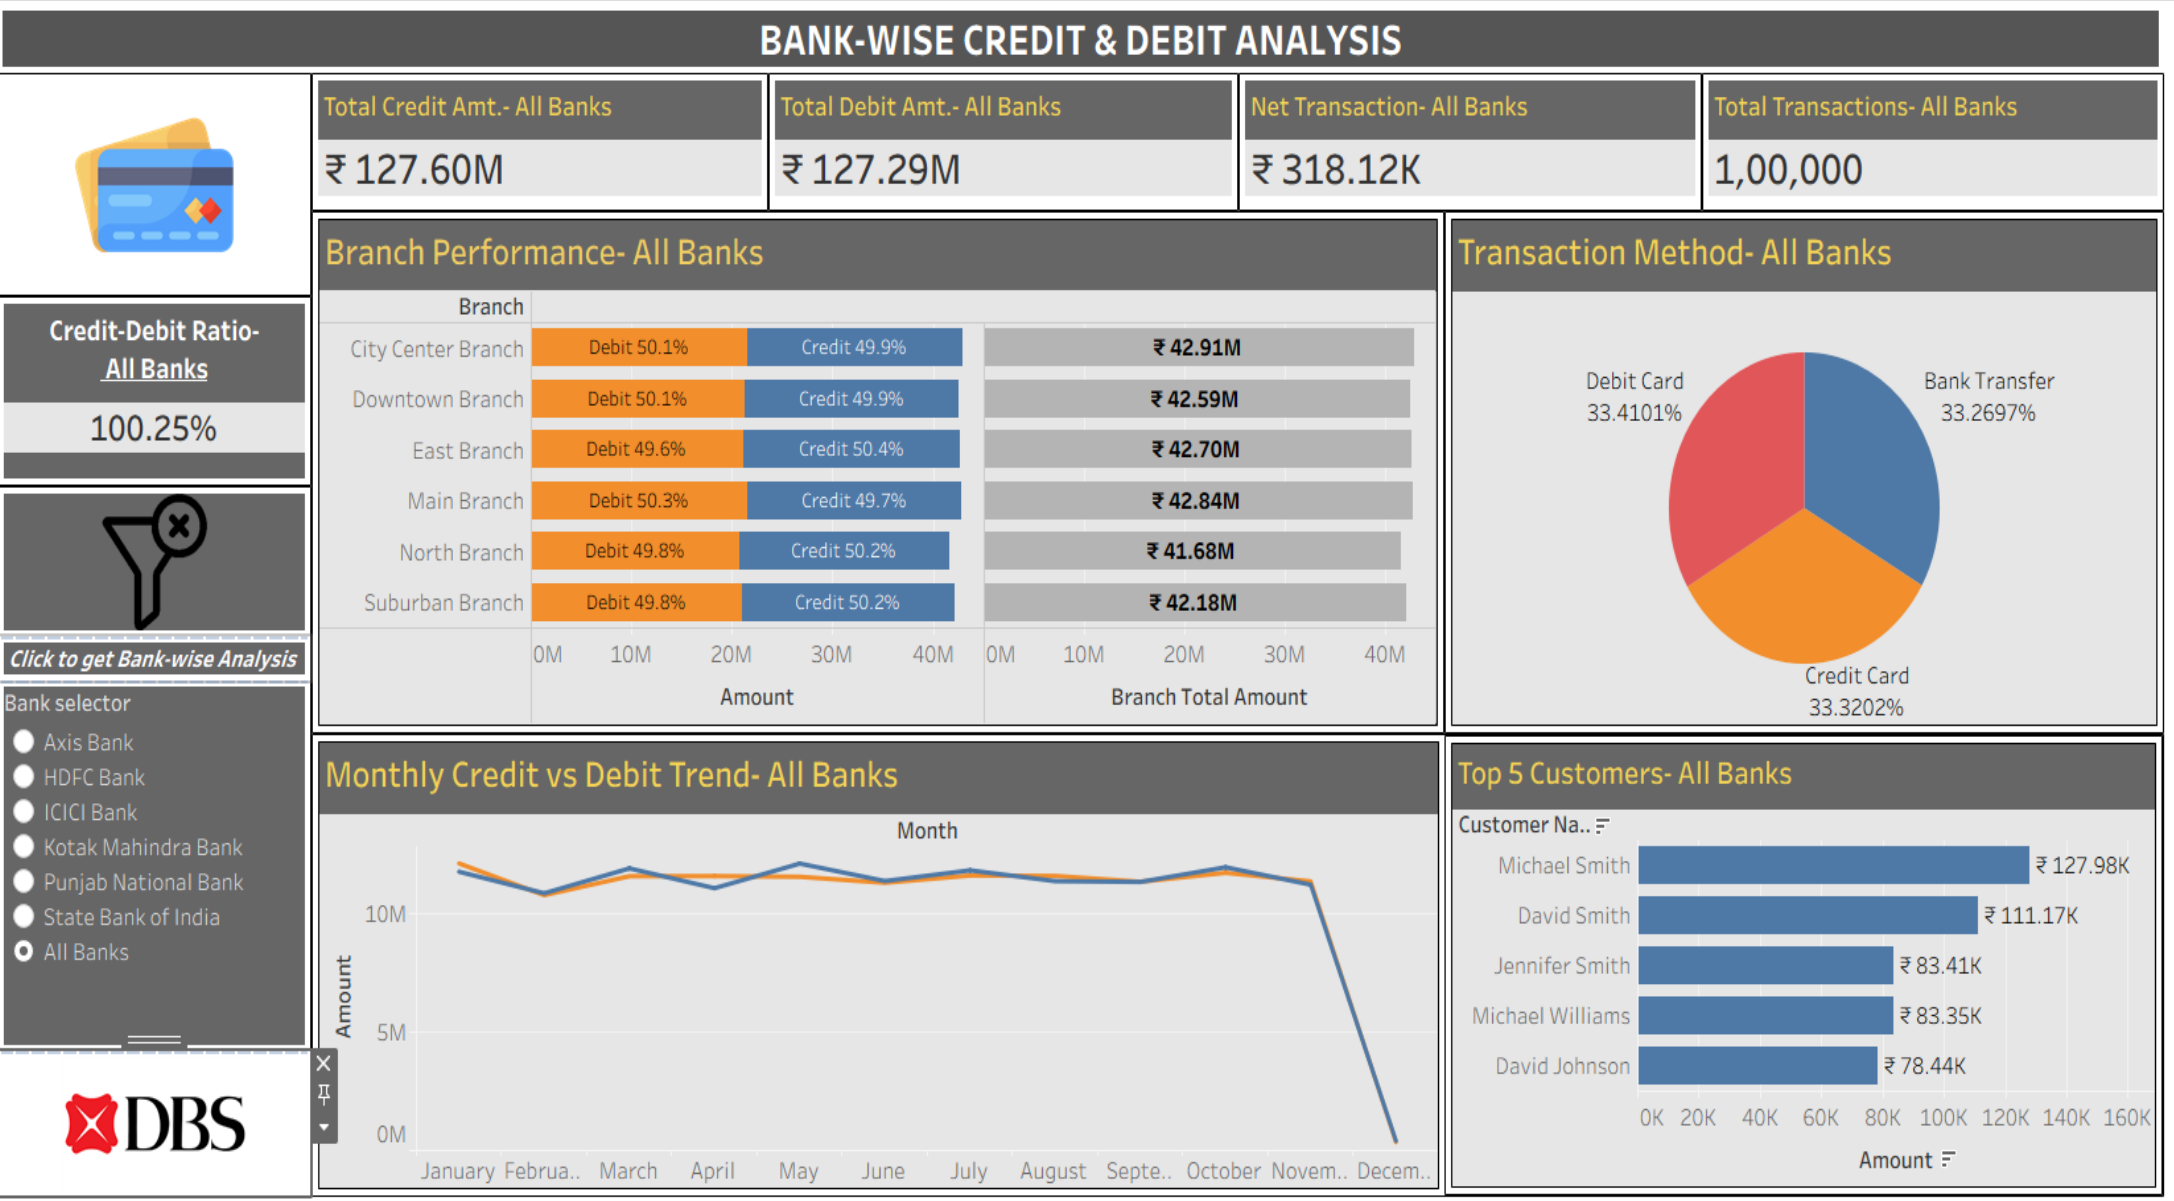 BANK-WISE CREDIT & DEBIT ANALYSIS
Total Credit Amt.- All Banks
₹ 127.60M
Total Debit Amt.- All Banks
₹ 127.29M
Net Transaction- All Banks
₹ 318.12K
Total Transactions- All Banks
1,00,000
Credit-Debit Ratio-
All Banks
100.25%
Click to get Bank-wise Analysis
Bank selector
Axis Bank
HDFC Bank
ICICI Bank
Kotak Mahindra Bank
Punjab National Bank
State Bank of India
All Banks
DBS
Branch Performance- All Banks
Branch
City Center Branch Debit 50.1% Credit 49.9% ₹ 42.91M
Downtown Branch Debit 50.1% Credit 49.9% ₹ 42.59M
East Branch Debit 49.6% Credit 50.4% ₹ 42.70M
Main Branch Debit 50.3% Credit 49.7% ₹ 42.84M
North Branch Debit 49.8% Credit 50.2% ₹ 41.68M
Suburban Branch Debit 49.8% Credit 50.2% ₹ 42.18M
0M 10M 20M 30M 40M 0M 10M 20M 30M 40M
Amount Branch Total Amount
Transaction Method- All Banks
Debit Card
33.4101%
Bank Transfer
33.2697%
Credit Card
33.3202%
Monthly Credit vs Debit Trend- All Banks
Month
10M
5M
0M
Amount
January Februa.. March April May June July August Septe.. October Novem.. Decem..
Top 5 Customers- All Banks
Customer Na..
Michael Smith ₹ 127.98K
David Smith ₹ 111.17K
Jennifer Smith ₹ 83.41K
Michael Williams ₹ 83.35K
David Johnson ₹ 78.44K
0K 20K 40K 60K 80K 100K 120K 140K 160K
Amount